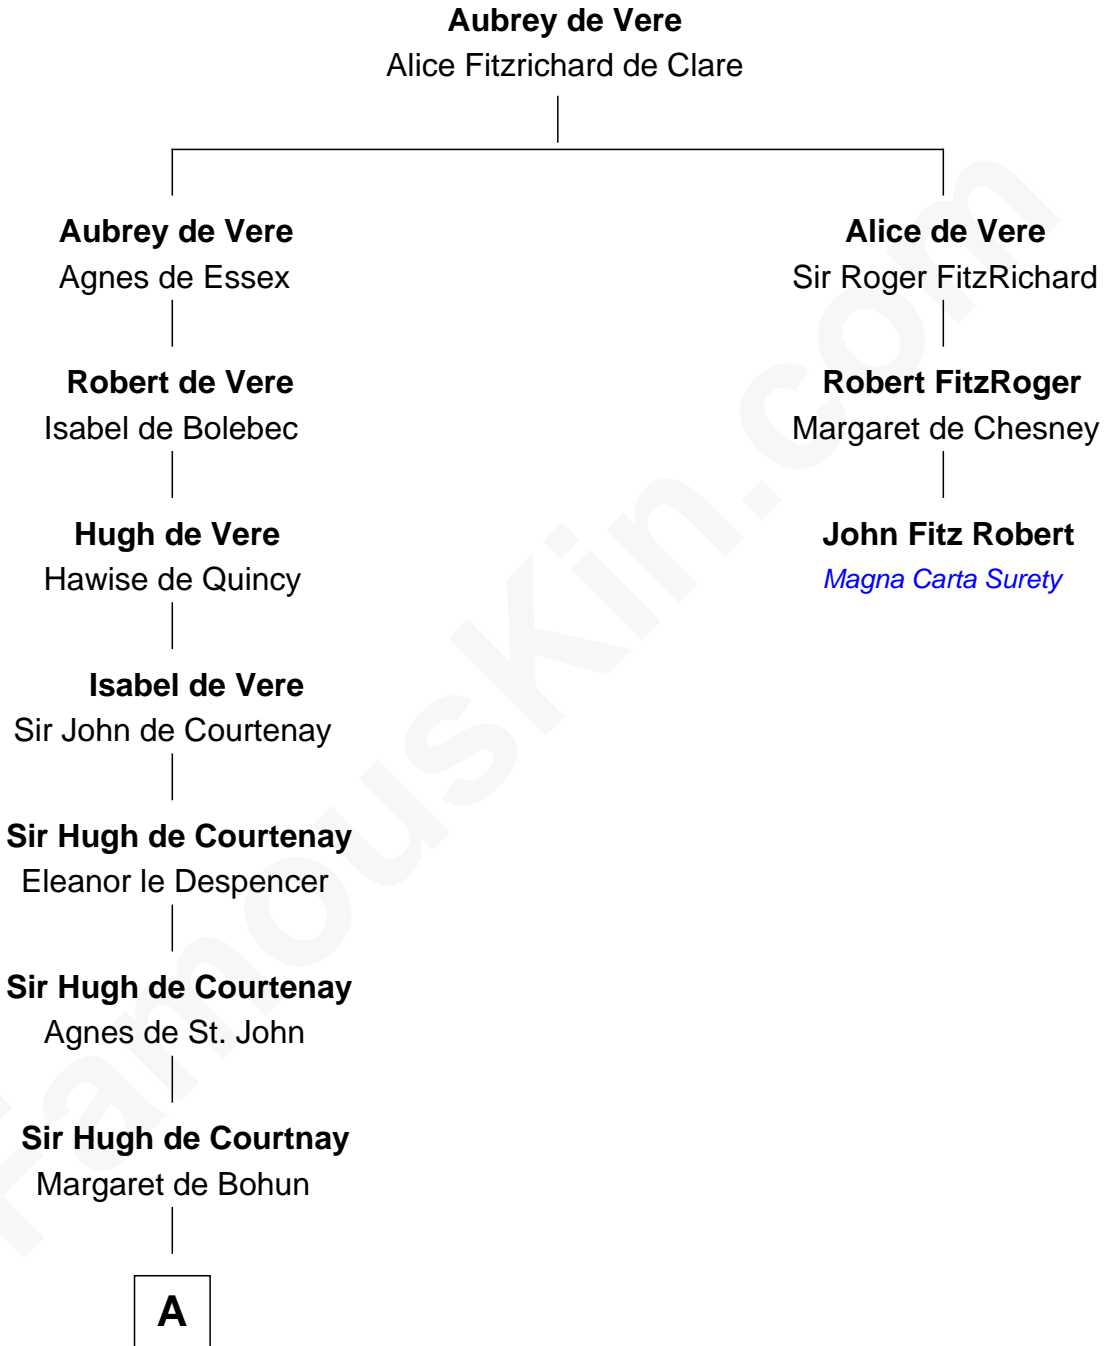 Aubrey de Vere
Alice Fitzrichard de Clare
Aubrey de Vere
Agnes de Essex
Alice de Vere
Sir Roger FitzRichard
Robert de Vere
Isabel de Bolebec
Robert FitzRoger
Margaret de Chesney
Hugh de Vere
Hawise de Quincy
John Fitz Robert
Magna Carta Surety
Isabel de Vere
Sir John de Courtenay
Sir Hugh de Courtenay
Eleanor le Despencer
Sir Hugh de Courtenay
Agnes de St. John
Sir Hugh de Courtnay
Margaret de Bohun
A
FamousKin.com